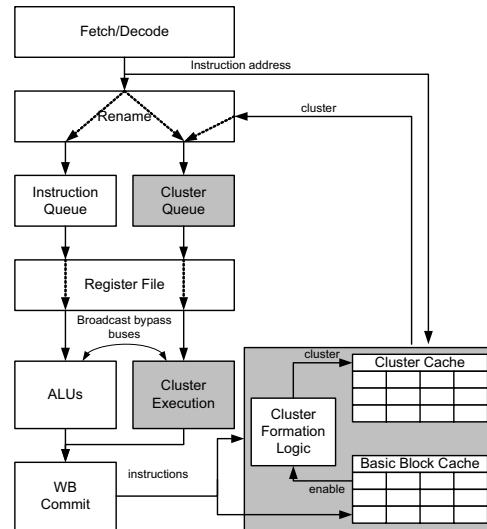 Fetch/Decode
Instruction address
Rename
cluster
Instruction
Queue
Cluster
Queue
Register File
Broadcast bypass
buses
ALUs
Cluster
Execution
cluster
Cluster Cache
Cluster
Formation
Logic
Basic Block Cache
enable
WB
Commit
instructions